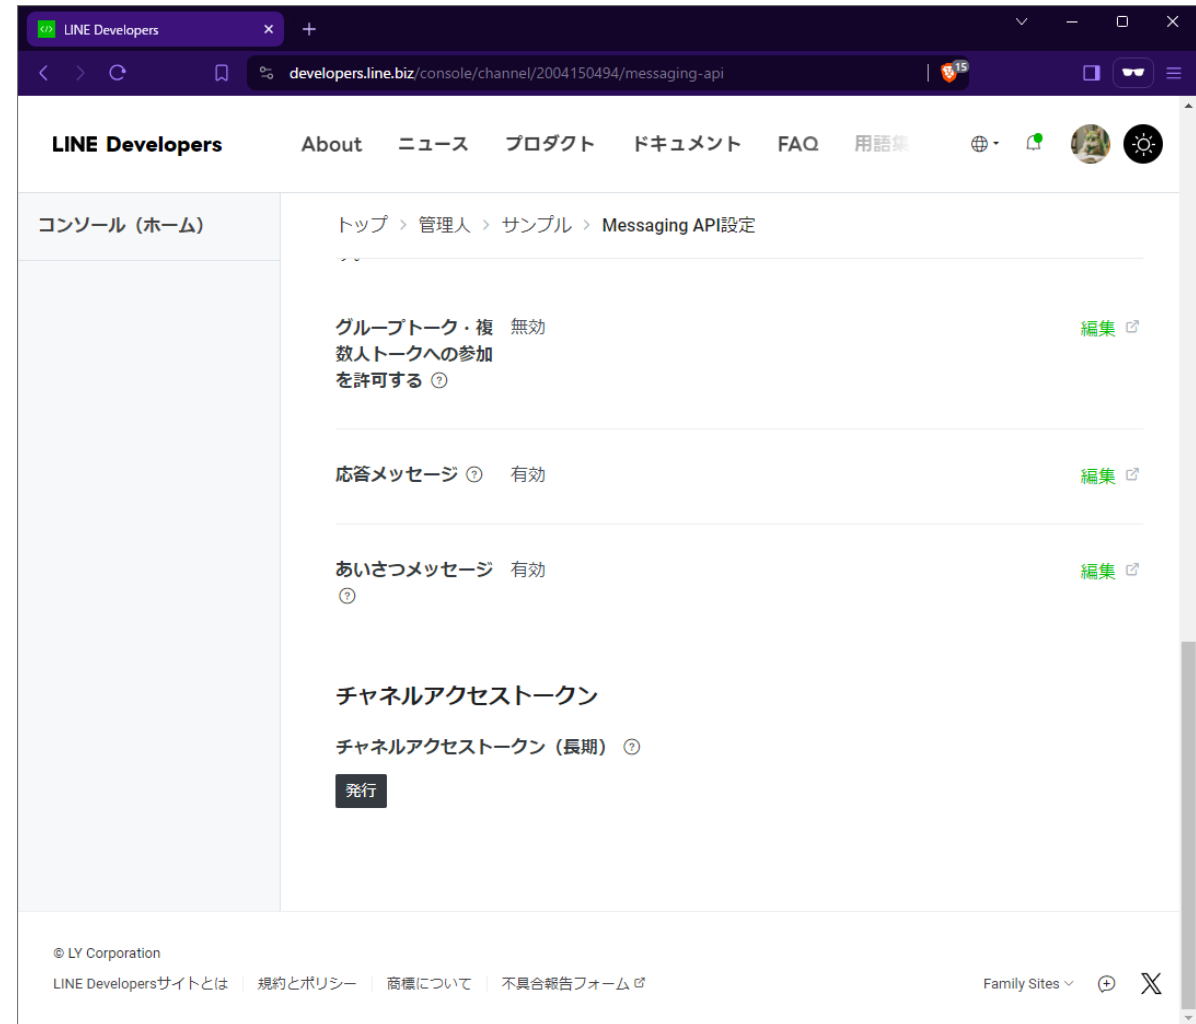 LINE Developers
developers.line.biz/console/channel/2004150494/messaging-api
15
LINE Developers
About ニュース プロダクト ドキュメント FAQ 用語集
コンソール（ホーム）
トップ > 管理人 > サンプル > Messaging API設定
グループトーク・複 無効 編集
数人トークへの参加
を許可する ?
応答メッセージ ? 有効 編集
あいさつメッセージ 有効 編集
?
チャネルアクセストークン
チャネルアクセストークン（長期） ?
発行
© LY Corporation
LINE Developersサイトとは 規約とポリシー 商標について 不具合報告フォーム
Family Sites